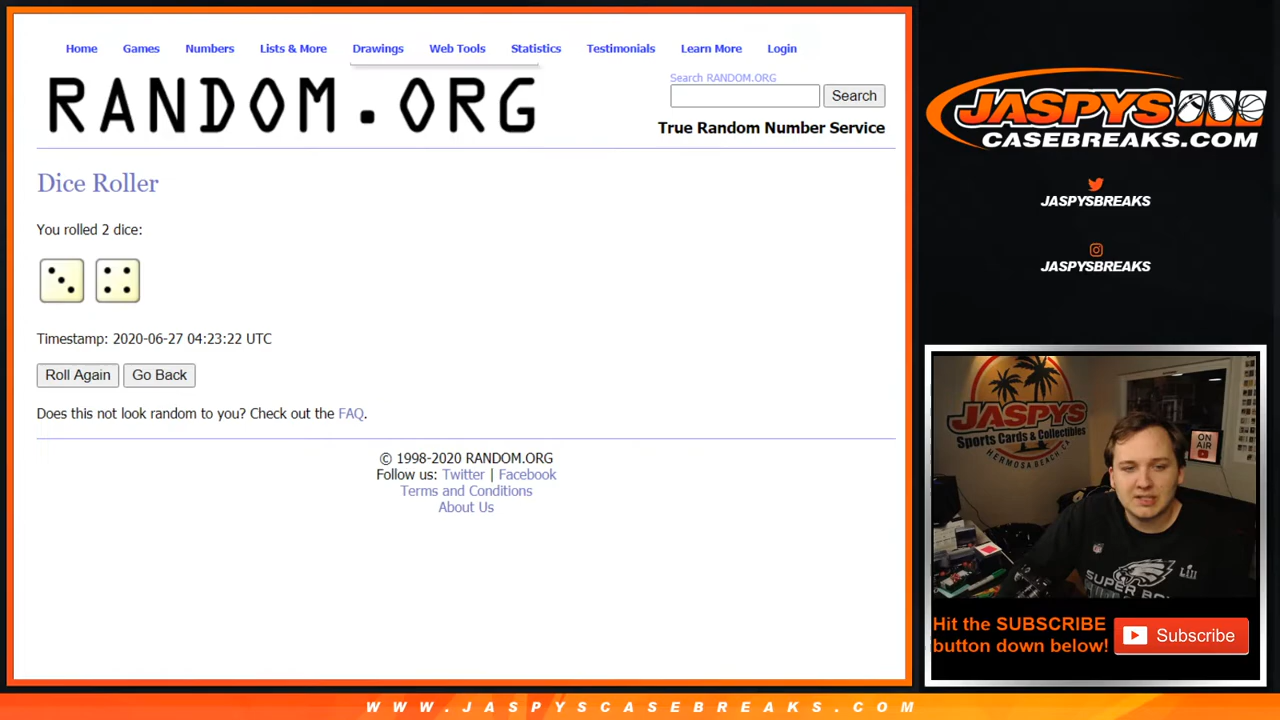 Home Games Numbers Lists & More Drawings Web Tools Statistics Testimonials Learn More Login
RANDOM.ORG
Search RANDOM.ORG
Search
True Random Number Service
Dice Roller
You rolled 2 dice:
Timestamp: 2020-06-27 04:23:22 UTC
Roll Again Go Back
Does this not look random to you? Check out the FAQ.
© 1998-2020 RANDOM.ORG
Follow us: Twitter | Facebook
Terms and Conditions
About Us
JASPYS
CASEBREAKS.COM
JASPYSBREAKS
JASPYSBREAKS
JASPYS
Sports Cards & Collectibles
HERMOSA BEACH, CA
ON
AIR
LII
SUPER BOWL
Hit the SUBSCRIBE
button down below!
Subscribe
WWW.JASPYSCASEBREAKS.COM